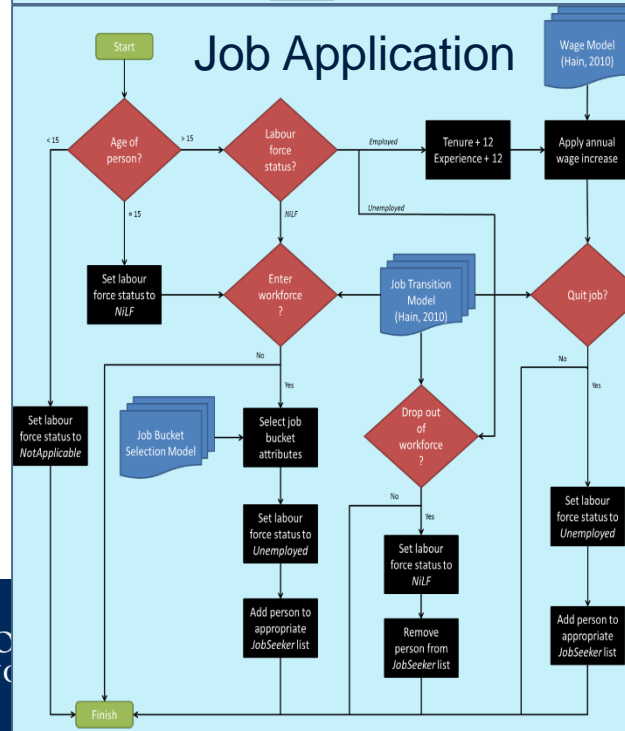 Job Application
Start
Wage Model
(Hain, 2010)
< 15
Age of
person?
> 15
Labour
force
status?
Employed
Tenure + 12
Experience + 12
Apply annual
wage increase
= 15
NiLF
Unemployed
Set labour
force status to
NiLF
Enter
workforce
?
Job Transition
Model
(Hain, 2010)
Quit job?
No
Yes
No
Yes
Set labour
force status to
NotApplicable
Job Bucket
Selection Model
Select job
bucket
attributes
Drop out
of
workforce
?
No
Yes
Set labour
force status to
Unemployed
Set labour
force status to
NiLF
Set labour
force status to
Unemployed
Add person to
appropriate
JobSeeker list
Remove
person from
JobSeeker list
Add person to
appropriate
JobSeeker list
Finish